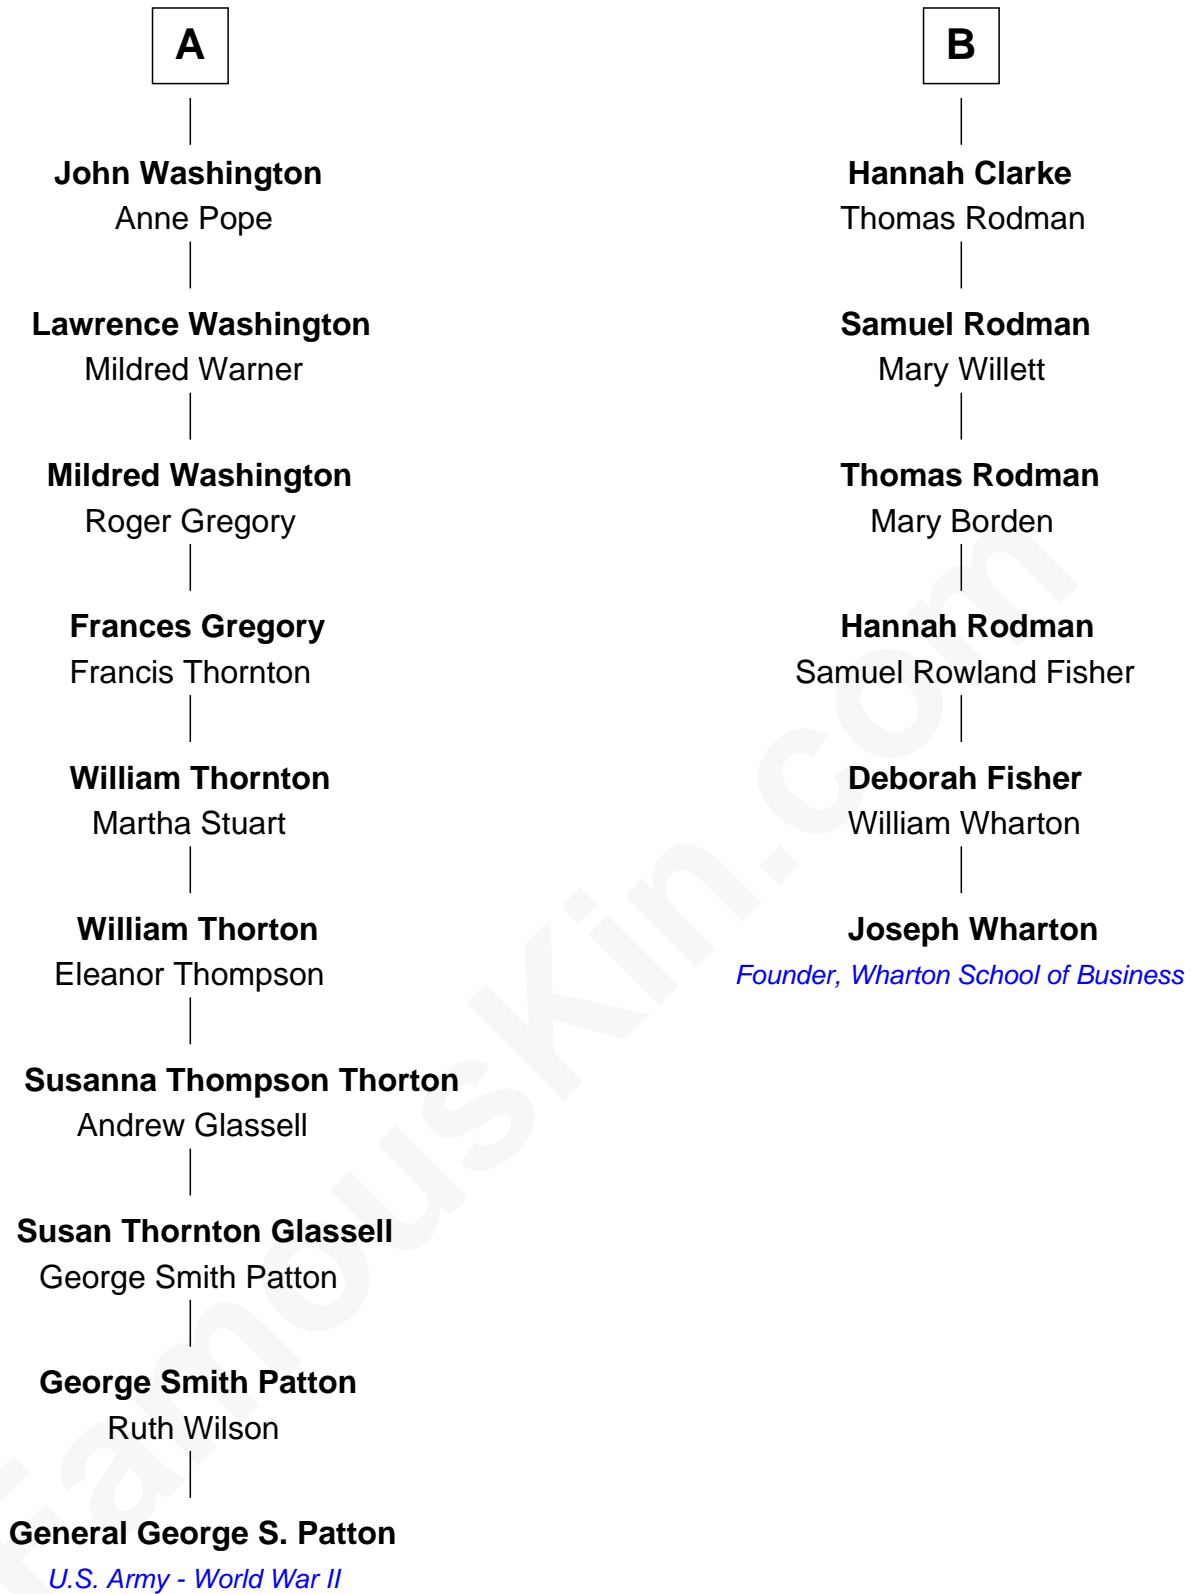 A
John Washington
Anne Pope
Lawrence Washington
Mildred Warner
Mildred Washington
Roger Gregory
Frances Gregory
Francis Thornton
William Thornton
Martha Stuart
William Thorton
Eleanor Thompson
Susanna Thompson Thorton
Andrew Glassell
Susan Thornton Glassell
George Smith Patton
George Smith Patton
Ruth Wilson
General George S. Patton
U.S. Army - World War II
B
Hannah Clarke
Thomas Rodman
Samuel Rodman
Mary Willett
Thomas Rodman
Mary Borden
Hannah Rodman
Samuel Rowland Fisher
Deborah Fisher
William Wharton
Joseph Wharton
Founder, Wharton School of Business
FamousKin.com